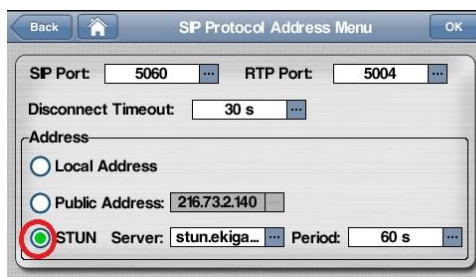 Back SIP Protocol Address Menu OK
SIP Port: 5060 ... RTP Port: 5004 ...
Disconnect Timeout: 30 s ...
Address
Local Address
Public Address: 216.73.2.140 ...
STUN Server: stun.ekiga... ... Period: 60 s ...